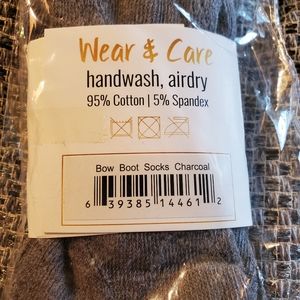 Wear & Care
handwash, airdry
95% Cotton | 5% Spandex
Bow Boot Socks Charcoal
6 39385 14461 2